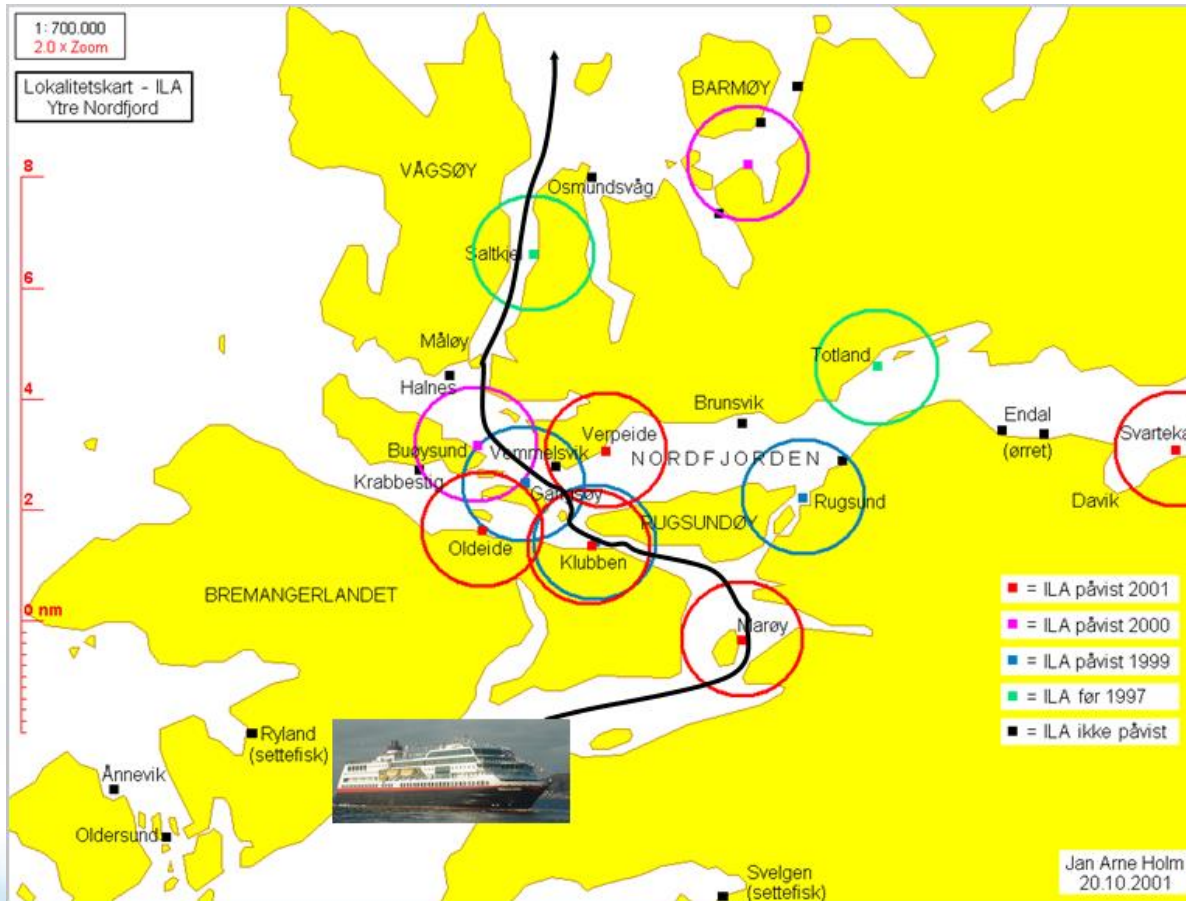 1:700.000
2.0 x Zoom
Lokalitetskart - ILA
Ytre Nordfjord
BARMØY
8
VÅGSØY
Osmundsvåg
Saltkjel
6
Måløy
Totland
Halnes
4
Brunsvik
Endal
(ørret)
Verpeide
Svarteka
Buøysund
Vemmelsvik
NORDFJORDEN
Krabbestig
Gangsøy
Rugsund
Davik
2
RUGSUNDØY
Oldeide
Klubben
BREMANGERLANDET
0 nm
Marøy
= ILA påvist 2001
= ILA påvist 2000
= ILA påvist 1999
= ILA før 1997
= ILA ikke påvist
Ryland
(settefisk)
Ånnevik
Oldersund
Svelgen
(settefisk)
Jan Arne Holm
20.10.2001